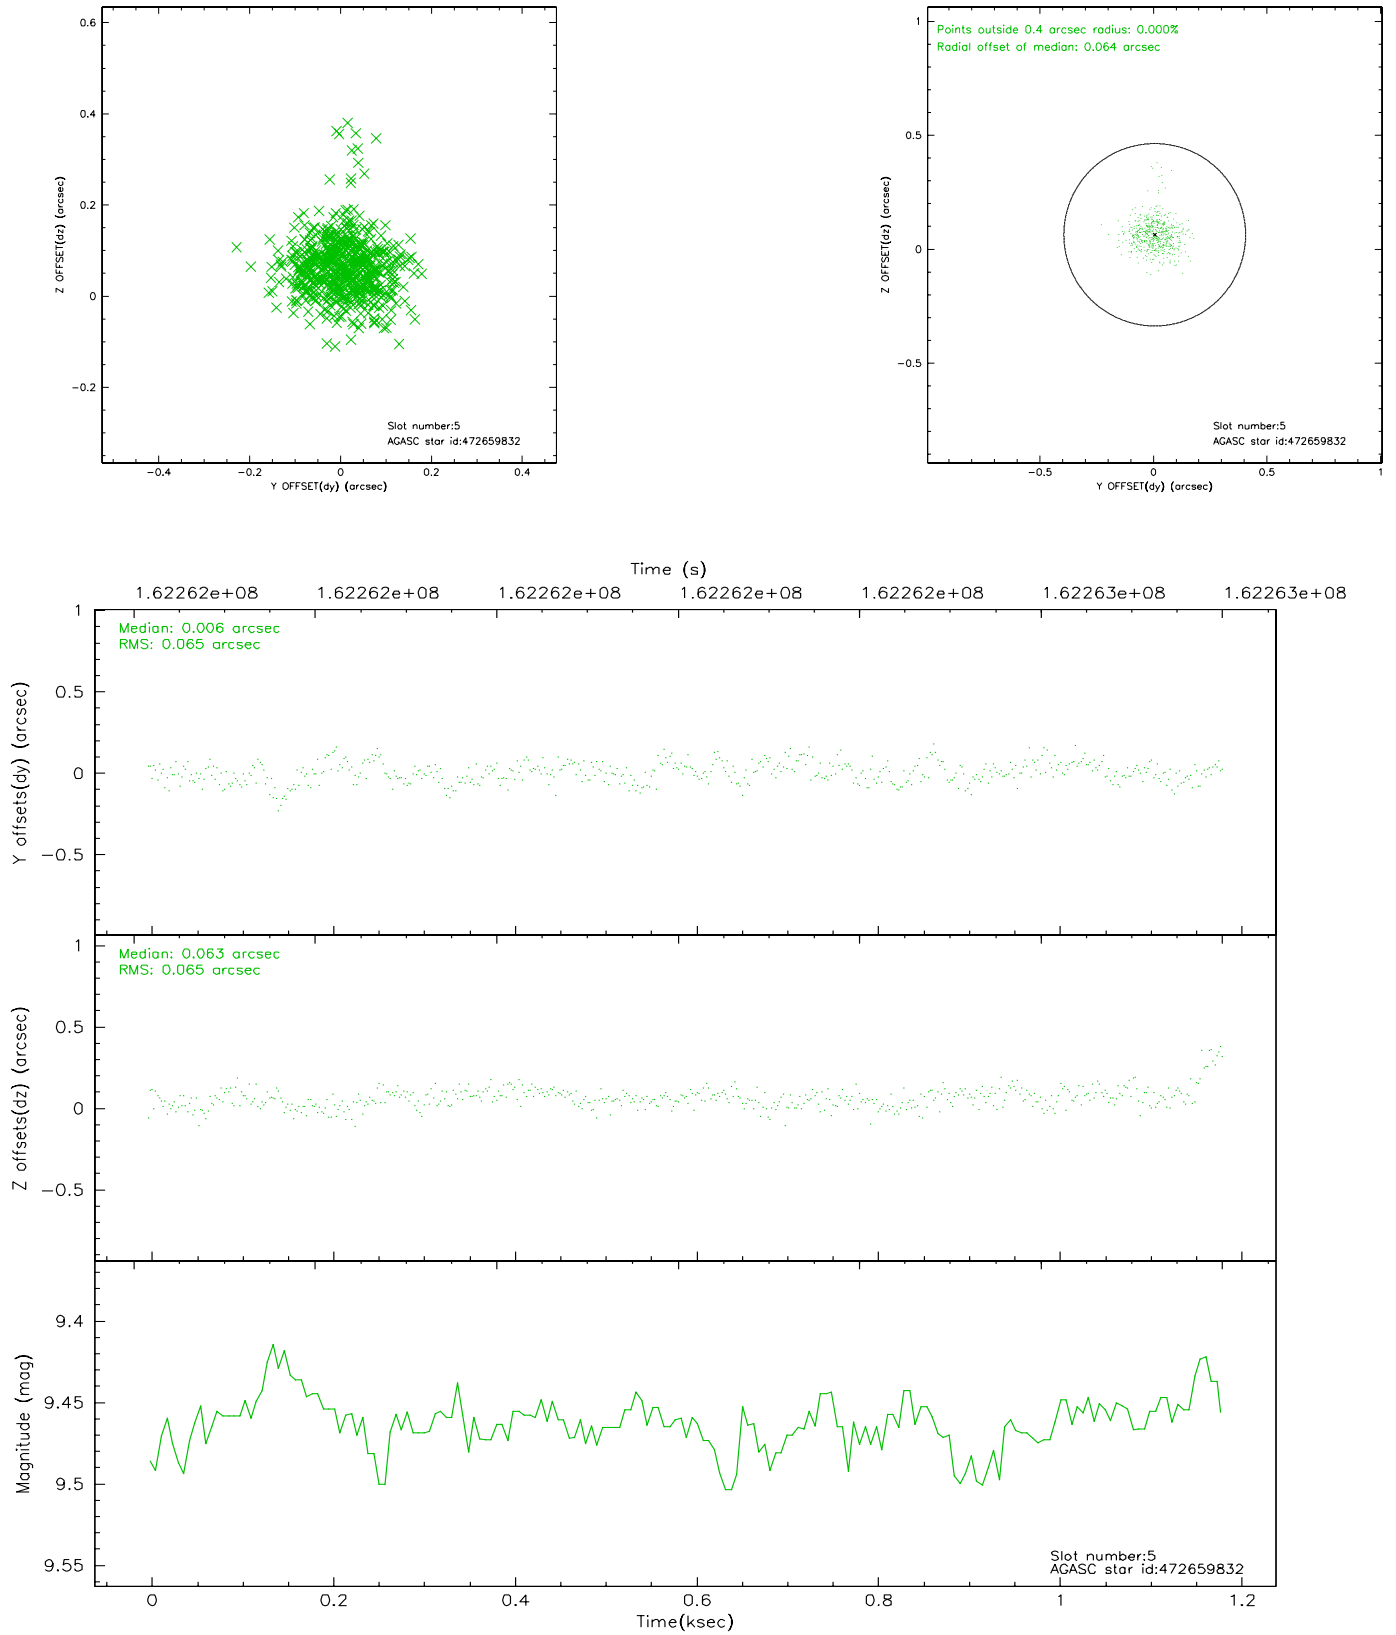 0.6
0.4
0.2
0
−0.2
−0.4
−0.2
0
0.2
0.4
Z OFFSET(dz) (arcsec)
Y OFFSET(dy) (arcsec)
Slot number:5
AGASC star id:472659832
Points outside 0.4 arcsec radius: 0.000%
Radial offset of median: 0.064 arcsec
1
0.5
0
−0.5
−0.5
0
0.5
1
Z OFFSET(dz) (arcsec)
Y OFFSET(dy) (arcsec)
Slot number:5
AGASC star id:472659832
Time (s)
1.62262e+08 1.62262e+08 1.62262e+08 1.62262e+08 1.62262e+08 1.62263e+08 1.62263e+08
Median: 0.006 arcsec
RMS: 0.065 arcsec
1
0.5
0
−0.5
Y offsets(dy) (arcsec)
Median: 0.063 arcsec
RMS: 0.065 arcsec
1
0.5
0
−0.5
Z offsets(dz) (arcsec)
9.4
9.45
9.5
9.55
Magnitude (mag)
Slot number:5
AGASC star id:472659832
0 0.2 0.4 0.6 0.8 1 1.2
Time(ksec)